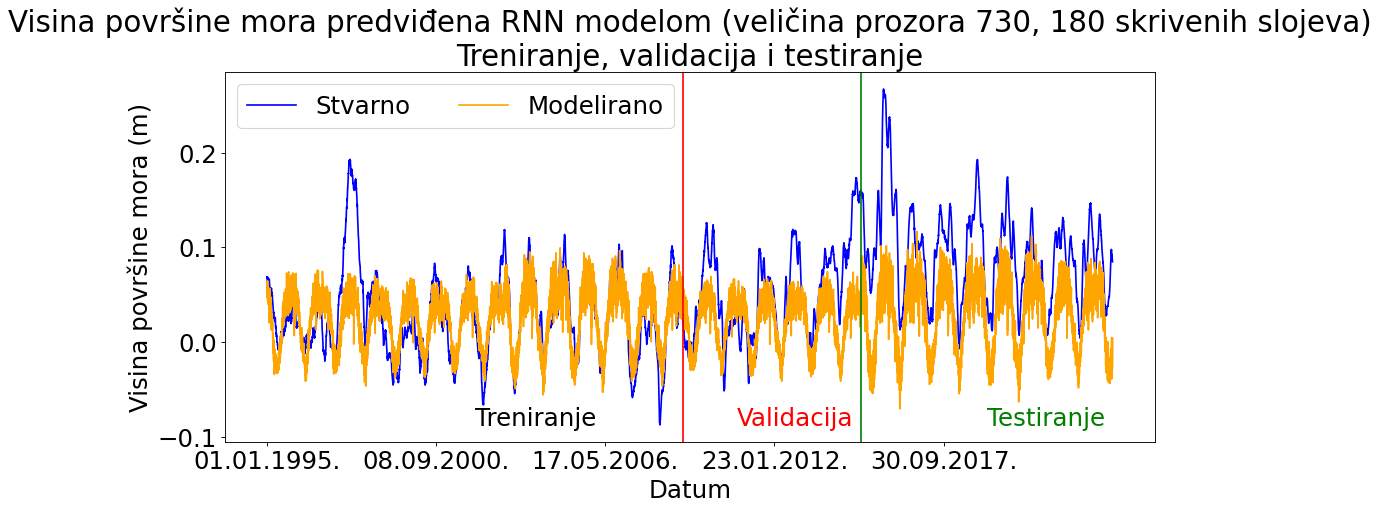 Visina površine mora predviđena RNN modelom (veličina prozora 730, 180 skrivenih slojeva)
Treniranje, validacija i testiranje
Stvarno
Modelirano
Visina površine mora (m)
0.2
0.1
0.0
−0.1
Treniranje
Validacija
Testiranje
01.01.1995.
08.09.2000.
17.05.2006.
23.01.2012.
30.09.2017.
Datum